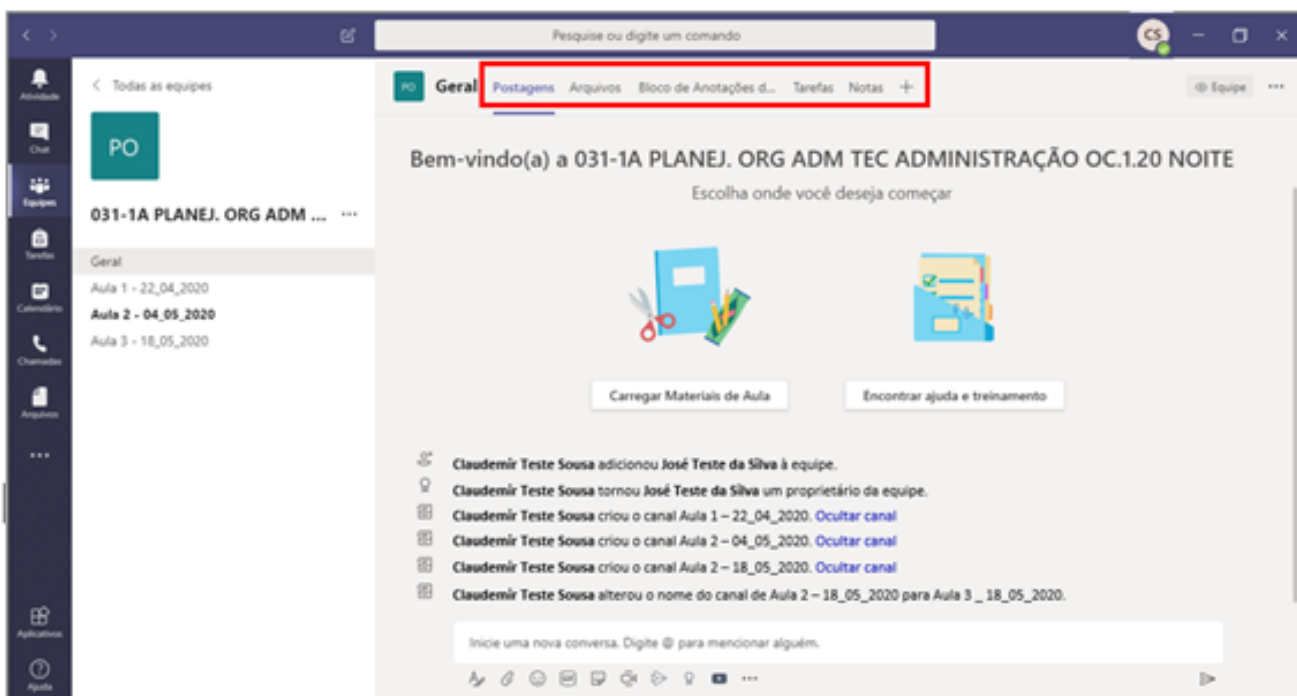 Pesquise ou digite um comando
CS
Atividade
Chat
Equipes
Tarefas
Calendário
Chamadas
Arquivos
Aplicativos
Ajuda
Todas as equipes
PO
031-1A PLANEJ. ORG ADM ...
Geral
Aula 1 - 22_04_2020
Aula 2 - 04_05_2020
Aula 3 - 18_05_2020
PO Geral Postagens Arquivos Bloco de Anotações d... Tarefas Notas +
Equipe
Bem-vindo(a) a 031-1A PLANEJ. ORG ADM TEC ADMINISTRAÇÃO OC.1.20 NOITE
Escolha onde você deseja começar
Carregar Materiais de Aula
Encontrar ajuda e treinamento
Claudemir Teste Sousa adicionou José Teste da Silva à equipe.
Claudemir Teste Sousa tornou José Teste da Silva um proprietário da equipe.
Claudemir Teste Sousa criou o canal Aula 1 – 22_04_2020. Ocultar canal
Claudemir Teste Sousa criou o canal Aula 2 – 04_05_2020. Ocultar canal
Claudemir Teste Sousa criou o canal Aula 2 – 18_05_2020. Ocultar canal
Claudemir Teste Sousa alterou o nome do canal de Aula 2 – 18_05_2020 para Aula 3 _ 18_05_2020.
Inicie uma nova conversa. Digite @ para mencionar alguém.